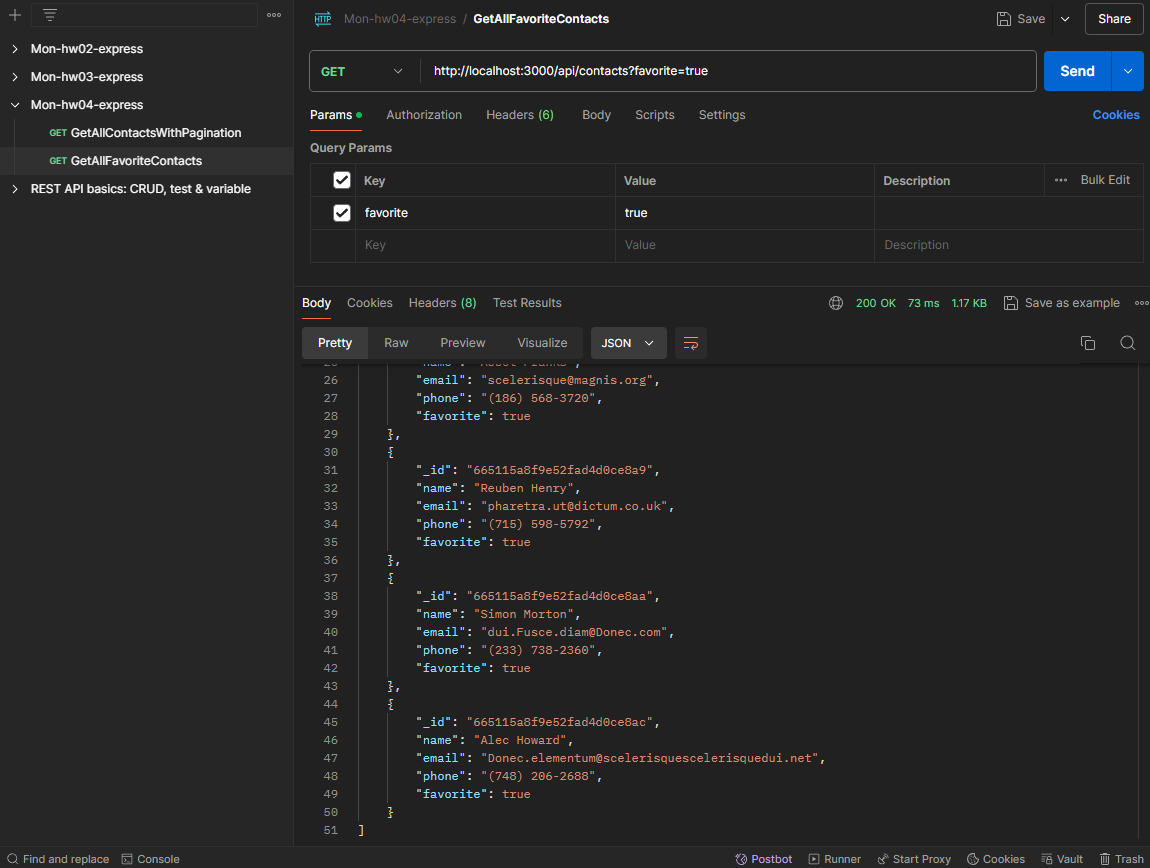 Mon-hw04-express / GetAllFavoriteContacts
Save
Share
Mon-hw02-express
Mon-hw03-express
Mon-hw04-express
GET GetAllContactsWithPagination
GET GetAllFavoriteContacts
REST API basics: CRUD, test & variable
HTTP
GET http://localhost:3000/api/contacts?favorite=true
Send
Params Authorization Headers (6) Body Scripts Settings Cookies
Query Params
Key Value Description Bulk Edit
favorite true
Key Value Description
Body Cookies Headers (8) Test Results 200 OK 73 ms 1.17 KB Save as example
Pretty Raw Preview Visualize JSON
26 "email": "scelerisque@magnis.org",
27 "phone": "(186) 568-3720",
28 "favorite": true
29 },
30 {
31 "_id": "665115a8f9e52fad4d0ce8a9",
32 "name": "Reuben Henry",
33 "email": "pharetra.ut@dictum.co.uk",
34 "phone": "(715) 598-5792",
35 "favorite": true
36 },
37 {
38 "_id": "665115a8f9e52fad4d0ce8aa",
39 "name": "Simon Morton",
40 "email": "dui.Fusce.diam@Donec.com",
41 "phone": "(233) 738-2360",
42 "favorite": true
43 },
44 {
45 "_id": "665115a8f9e52fad4d0ce8ac",
46 "name": "Alec Howard",
47 "email": "Donec.elementum@scelerisquescelerisquedui.net",
48 "phone": "(748) 206-2688",
49 "favorite": true
50 }
51 ]
Find and replace Console Postbot Runner Start Proxy Cookies Vault Trash